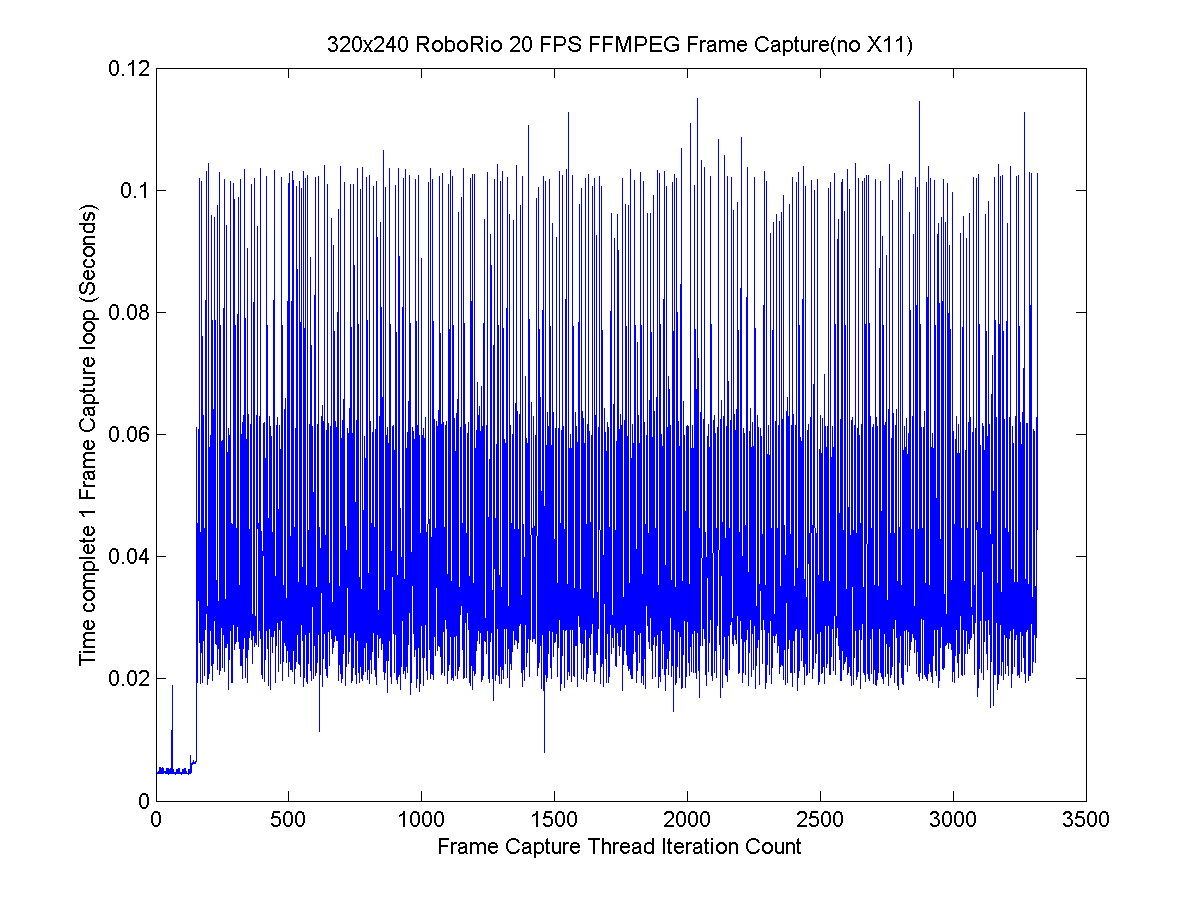 320x240 RoboRio 20 FPS FFMPEG Frame Capture(no X11)
Time complete 1 Frame Capture loop (Seconds)
0.12
0.1
0.08
0.06
0.04
0.02
0
0 500 1000 1500 2000 2500 3000 3500
Frame Capture Thread Iteration Count